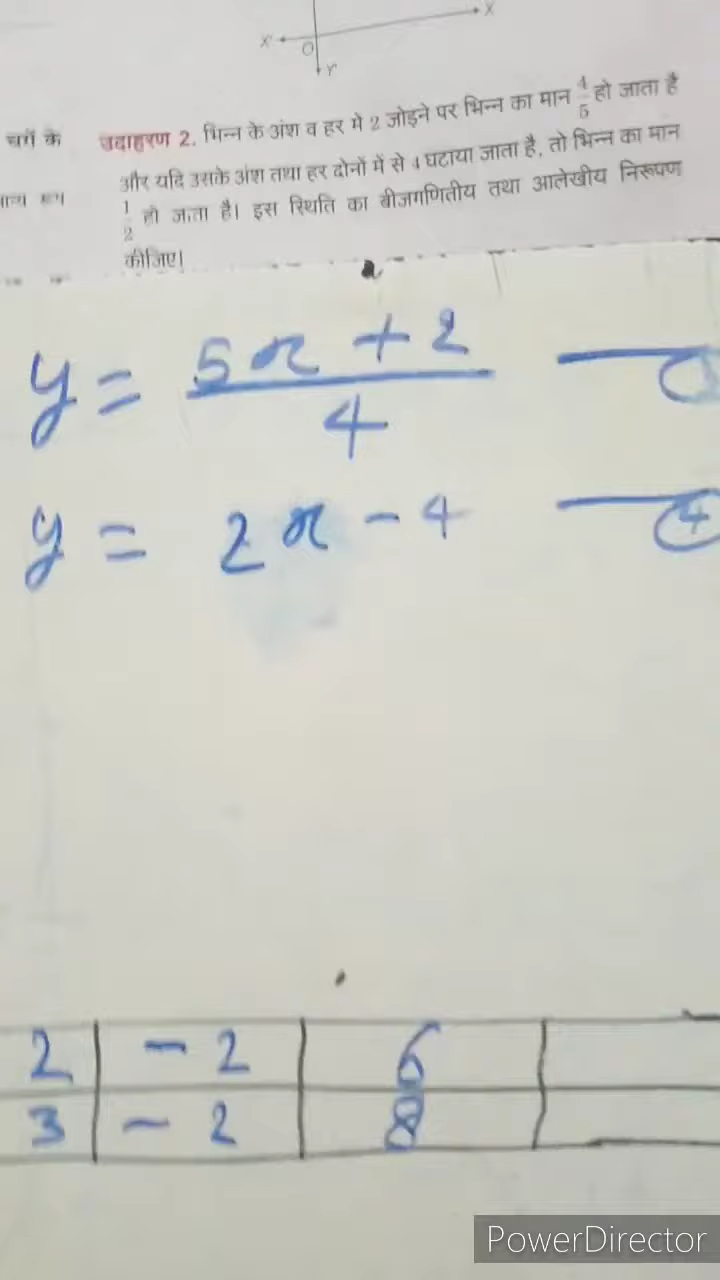 X' O X
Y'
चरों के
उदाहरण 2. भिन्न के अंश व हर मे 2 जोड़ने पर भिन्न का मान 4/5 हो जाता है
और यदि उसके अंश तथा हर दोनों में से 4 घटाया जाता है, तो भिन्न का मान
1/2 हो जाता है। इस स्थिति का बीजगणितीय तथा आलेखीय निरूपण
कीजिए।
y = (5x + 2)/4
y = 2x - 4 — 4
2 | - 2 | 6
3 | - 2 | 8
PowerDirector